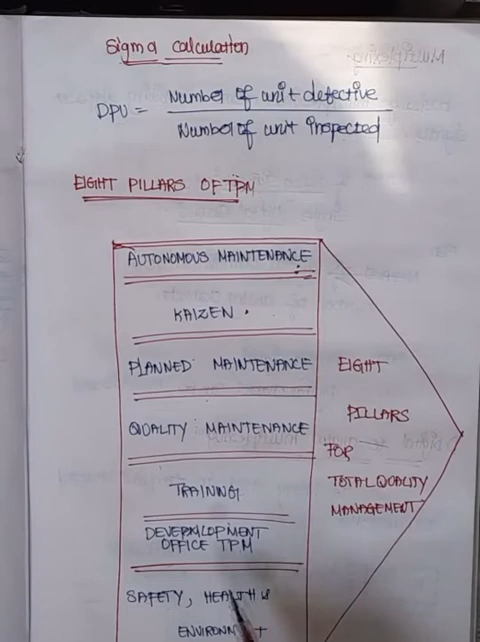 Sigma calculation
DPU = Number of unit defective
Number of unit Inspected
EIGHT PILLARS OF TPM
AUTONOMOUS MAINTENANCE
KAIZEN
PLANNED MAINTENANCE
QUALITY MAINTENANCE
TRAINING
OFFICE TPM
SAFETY, HEALTH &
EIGHT
PILLARS
FOR
TOTAL QUALITY
MANAGEMENT